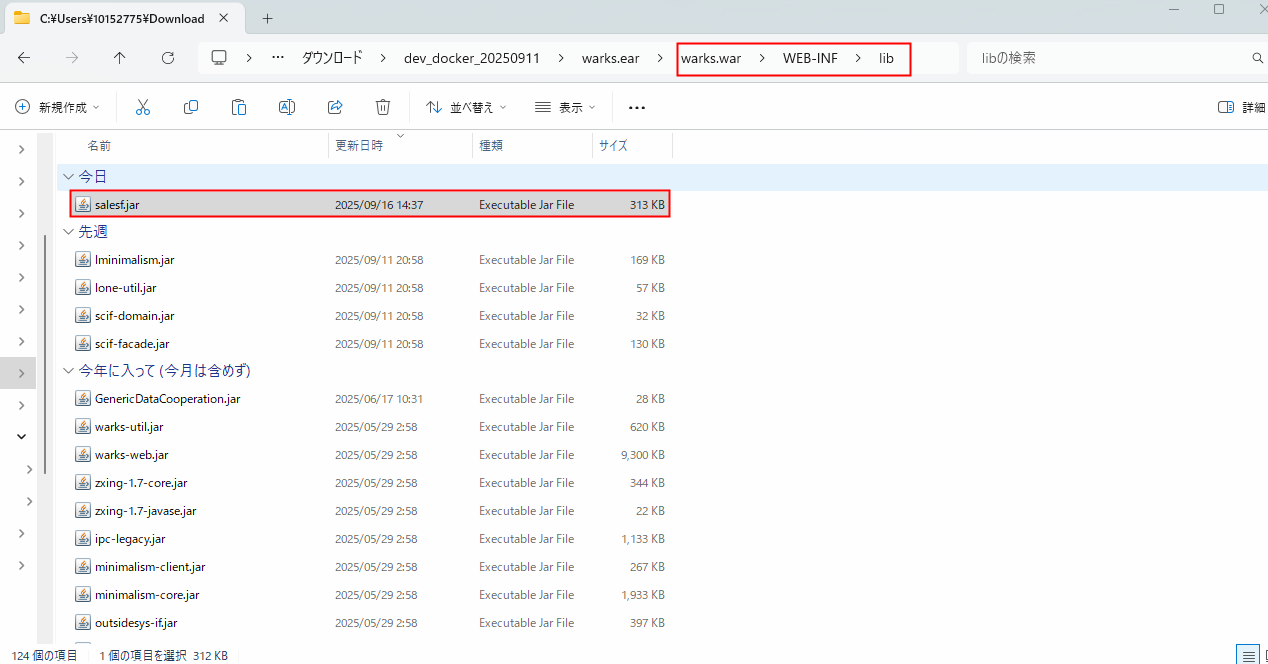 C:¥Users¥10152775¥Download
ダウンロード dev_docker_20250911 warks.ear warks.war WEB-INF lib libの検索
新規作成 並べ替え 表示 詳細
名前 更新日時 種類 サイズ
今日
salesf.jar 2025/09/16 14:37 Executable Jar File 313 KB
先週
lminimalism.jar 2025/09/11 20:58 Executable Jar File 169 KB
lone-util.jar 2025/09/11 20:58 Executable Jar File 57 KB
scif-domain.jar 2025/09/11 20:58 Executable Jar File 32 KB
scif-facade.jar 2025/09/11 20:58 Executable Jar File 130 KB
今年に入って (今月は含めず)
GenericDataCooperation.jar 2025/06/17 10:31 Executable Jar File 28 KB
warks-util.jar 2025/05/29 2:58 Executable Jar File 620 KB
warks-web.jar 2025/05/29 2:58 Executable Jar File 9,300 KB
zxing-1.7-core.jar 2025/05/29 2:58 Executable Jar File 344 KB
zxing-1.7-javase.jar 2025/05/29 2:58 Executable Jar File 22 KB
ipc-legacy.jar 2025/05/29 2:58 Executable Jar File 1,133 KB
minimalism-client.jar 2025/05/29 2:58 Executable Jar File 267 KB
minimalism-core.jar 2025/05/29 2:58 Executable Jar File 1,933 KB
outsidesys-if.jar 2025/05/29 2:58 Executable Jar File 397 KB
124 個の項目 1 個の項目を選択 312 KB